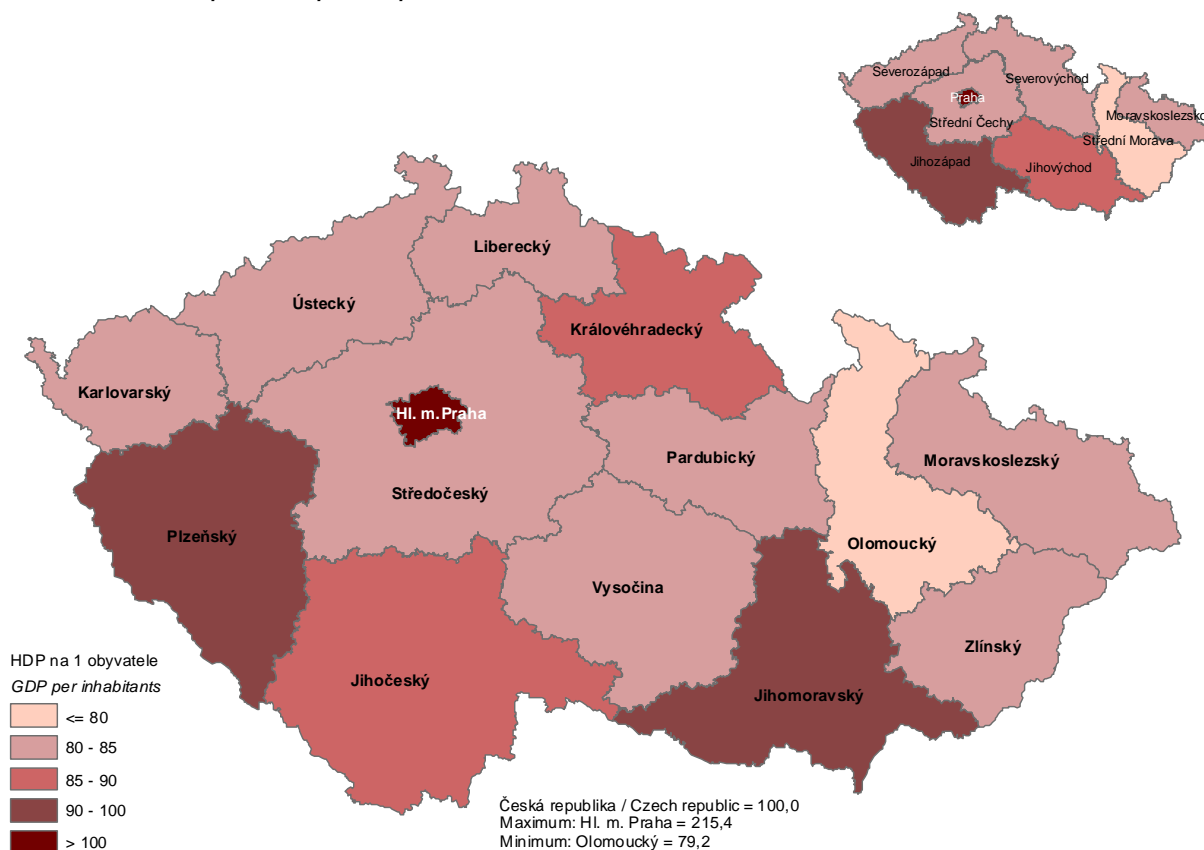 Severozápad
Severovýchod
Praha
Střední Čechy
Moravskoslezsko
Střední Morava
Jihozápad
Jihovýchod
Liberecký
Ústecký
Královéhradecký
Karlovarský
Hl. m. Praha
Pardubický
Moravskoslezský
Středočeský
Plzeňský
Olomoucký
Vysočina
Zlínský
Jihočeský
Jihomoravský
HDP na 1 obyvatele
GDP per inhabitants
<= 80
80 - 85
85 - 90
90 - 100
> 100
Česká republika / Czech republic = 100,0
Maximum: Hl. m. Praha = 215,4
Minimum: Olomoucký = 79,2